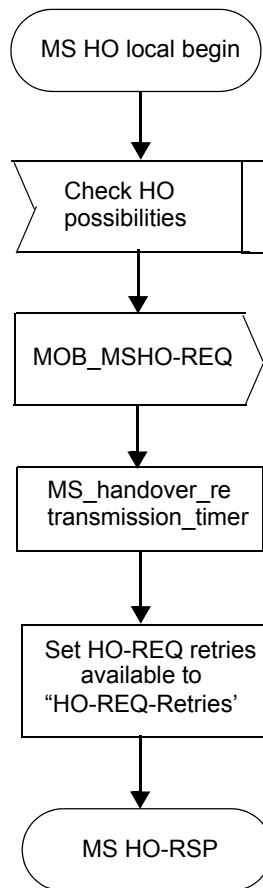 MS HO local begin
Check HO
possibilities
MOB_MSHO-REQ
MS_handover_re
transmission_timer
Set HO-REQ retries
available to
“HO-REQ-Retries’
MS HO-RSP